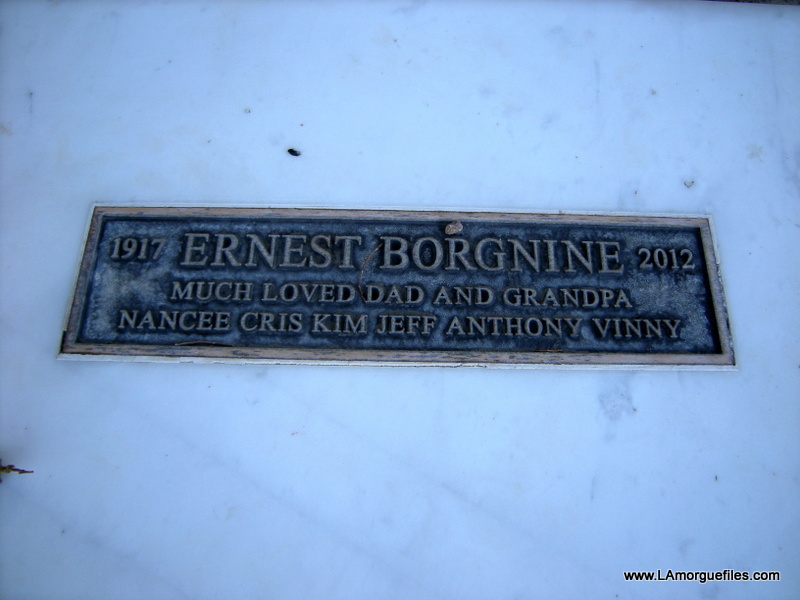 1917 ERNEST BORGNINE 2012
MUCH LOVED DAD AND GRANDPA
NANCEE CRIS KIM JEFF ANTHONY VINNY
www.LAmorguefiles.com